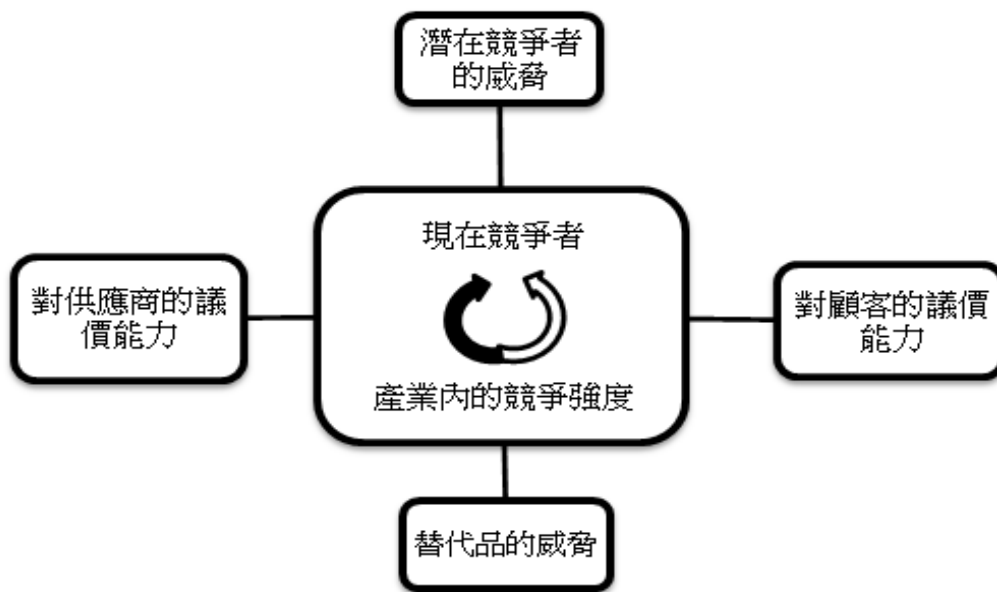 潛在競爭者
的威脅
現在競爭者
對供應商的議
價能力
對顧客的議價
能力
產業內的競爭強度
替代品的威脅